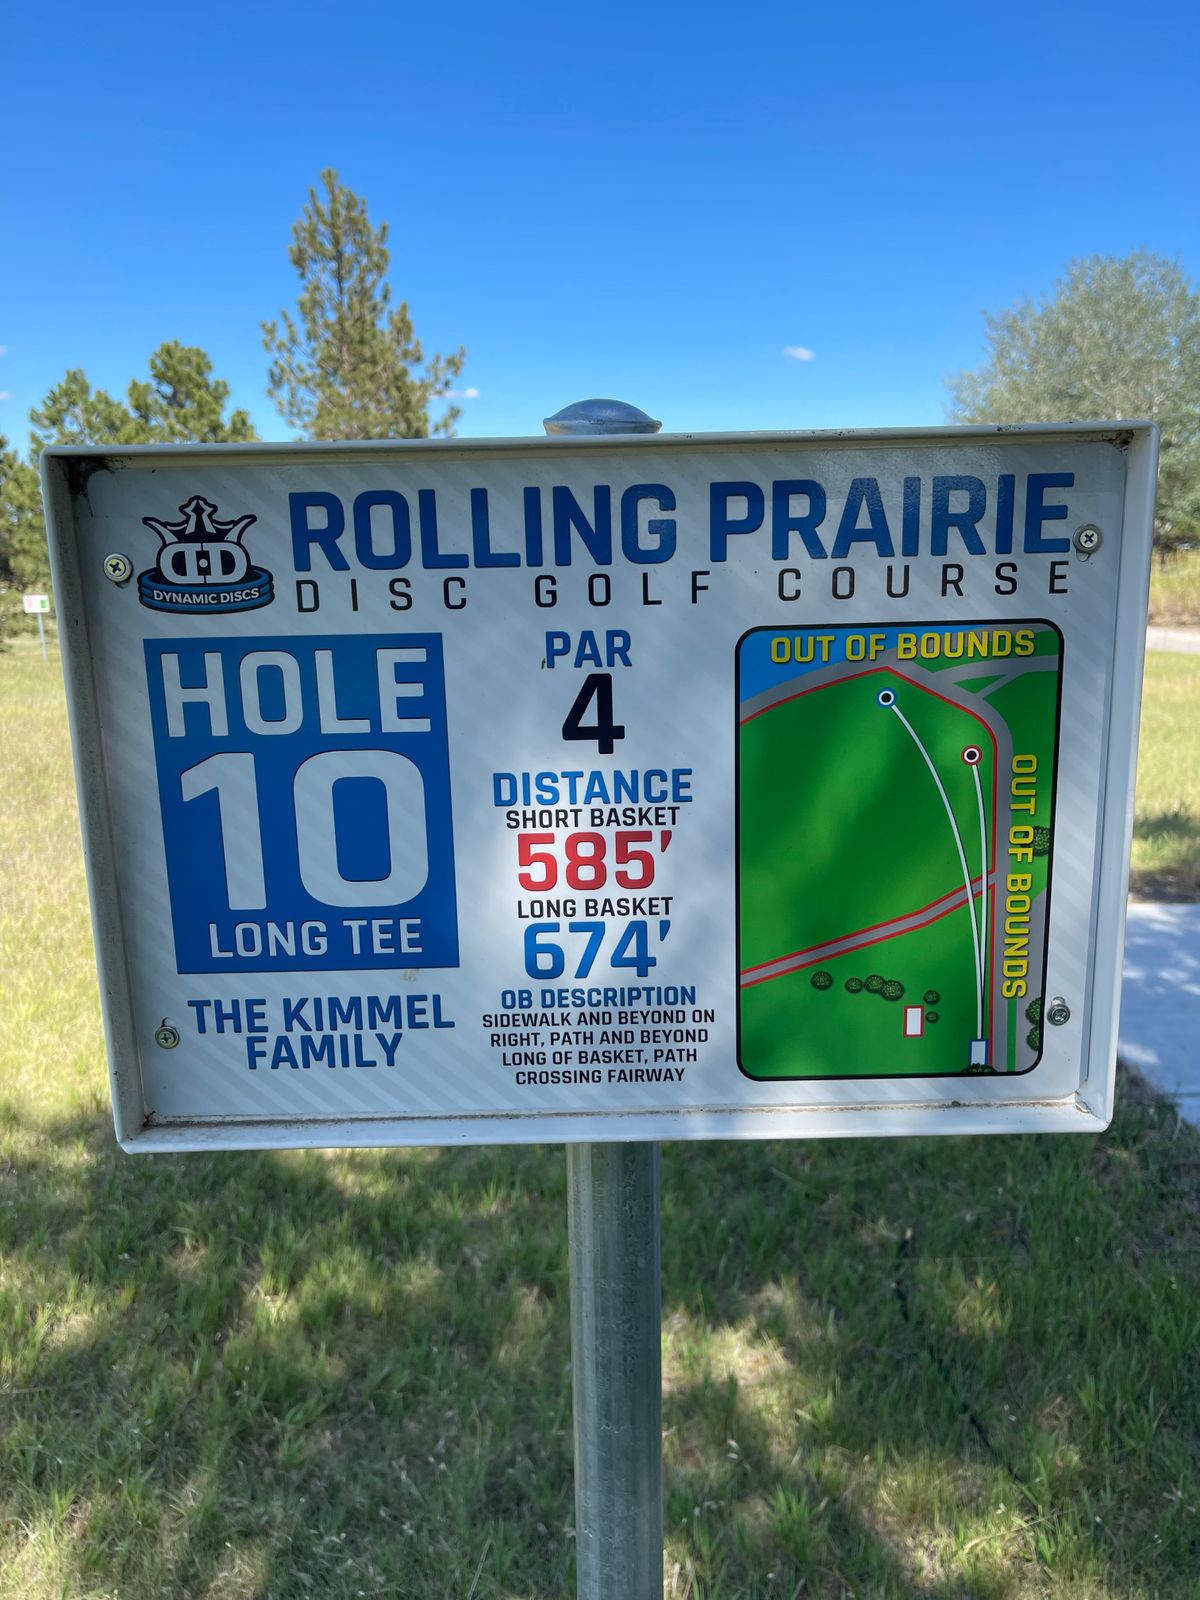 ROLLING PRAIRIE
DISC GOLF COURSE
DYNAMIC DISCS
HOLE
10
LONG TEE
THE KIMMEL
FAMILY
PAR
4
DISTANCE
SHORT BASKET
585'
LONG BASKET
674'
OB DESCRIPTION
SIDEWALK AND BEYOND ON
RIGHT, PATH AND BEYOND
LONG OF BASKET, PATH
CROSSING FAIRWAY
OUT OF BOUNDS
OUT OF BOUNDS